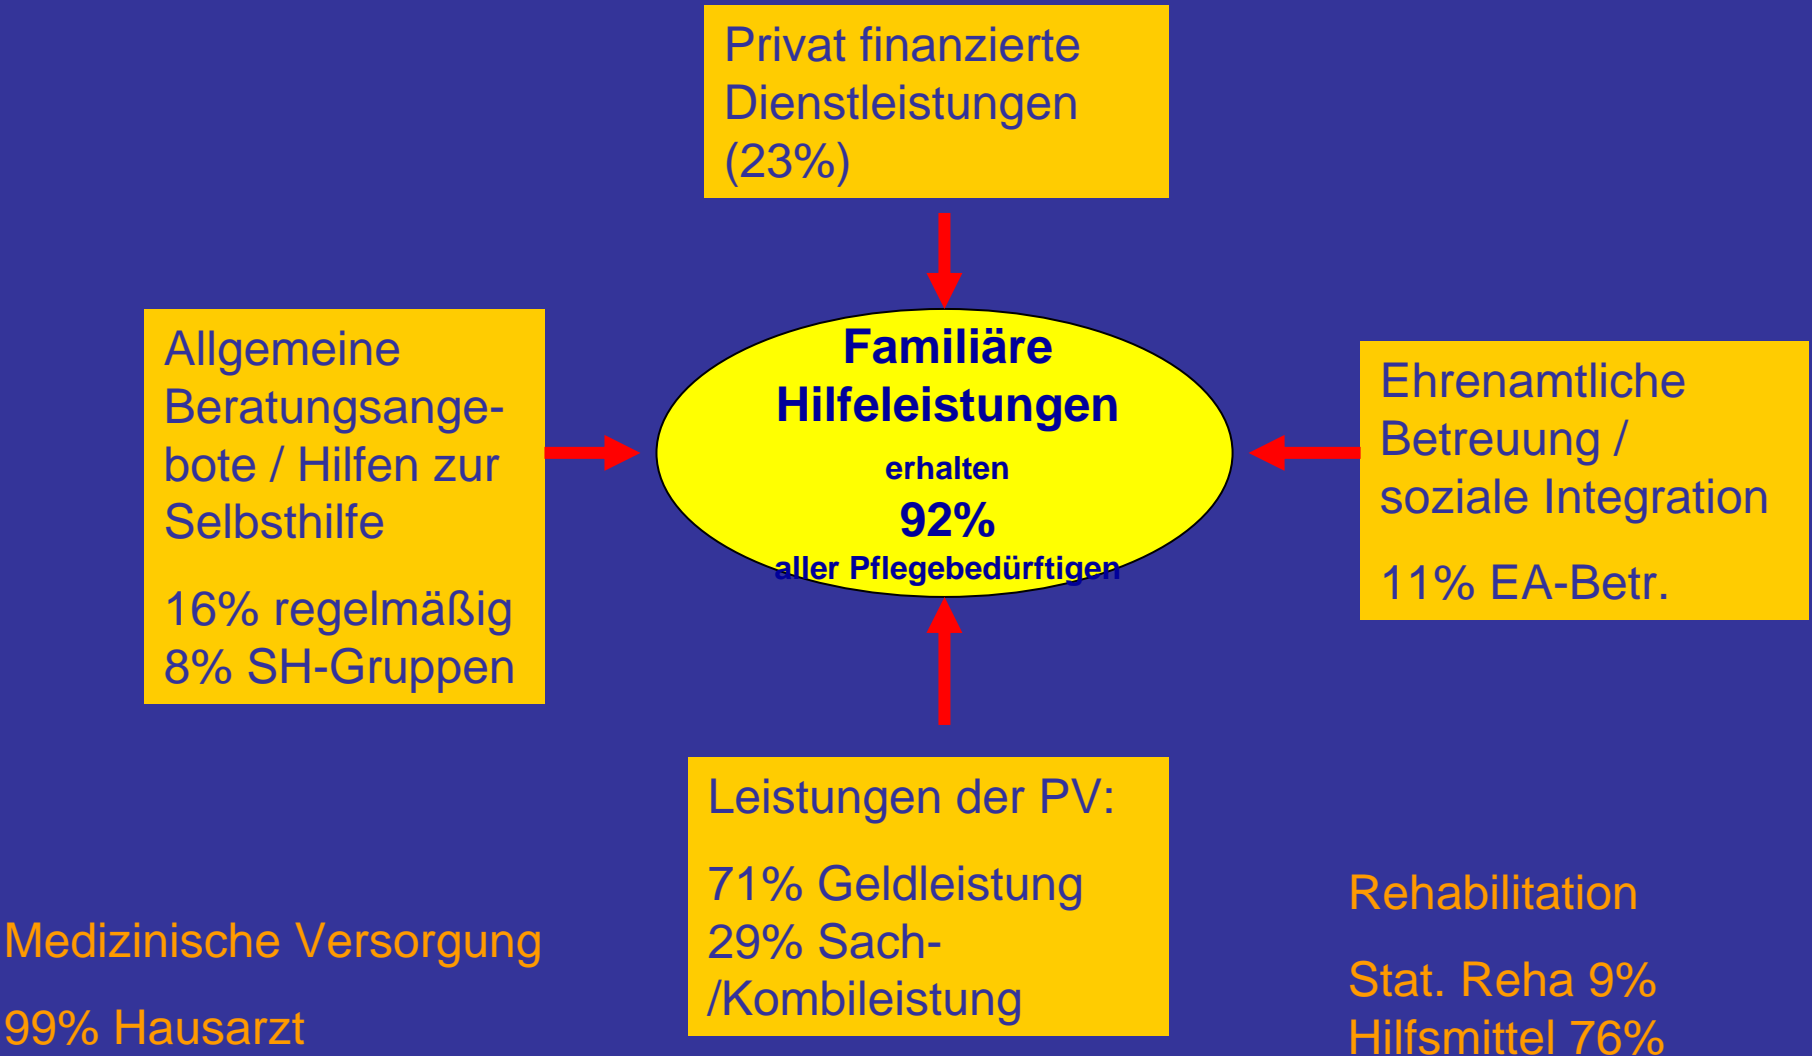 Privat finanzierte
Dienstleistungen
(23%)
Allgemeine
Beratungsange-
bote / Hilfen zur
Selbsthilfe
16% regelmäßig
8% SH-Gruppen
Familiäre
Hilfeleistungen
erhalten
92%
aller Pflegebedürftigen
Ehrenamtliche
Betreuung /
soziale Integration
11% EA-Betr.
Leistungen der PV:
71% Geldleistung
29% Sach-
/Kombileistung
Medizinische Versorgung
99% Hausarzt
Rehabilitation
Stat. Reha 9%
Hilfsmittel 76%